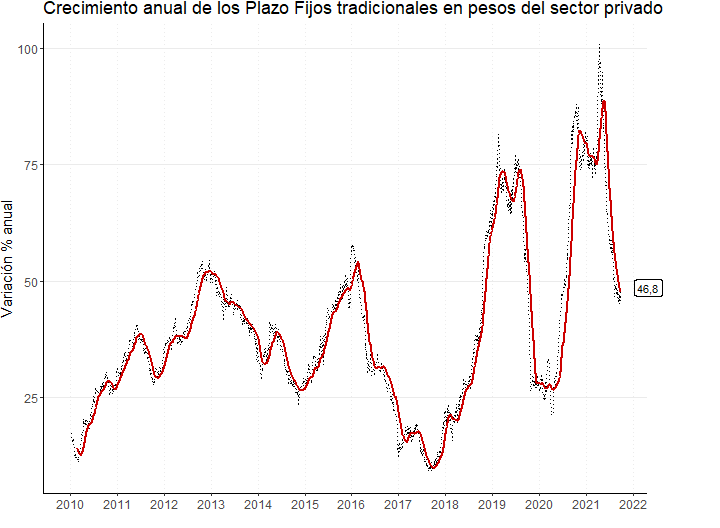 Crecimiento anual de los Plazo Fijos tradicionales en pesos del sector privado
Variación % anual
100
75
50
25
46,8
2010 2011 2012 2013 2014 2015 2016 2017 2018 2019 2020 2021 2022